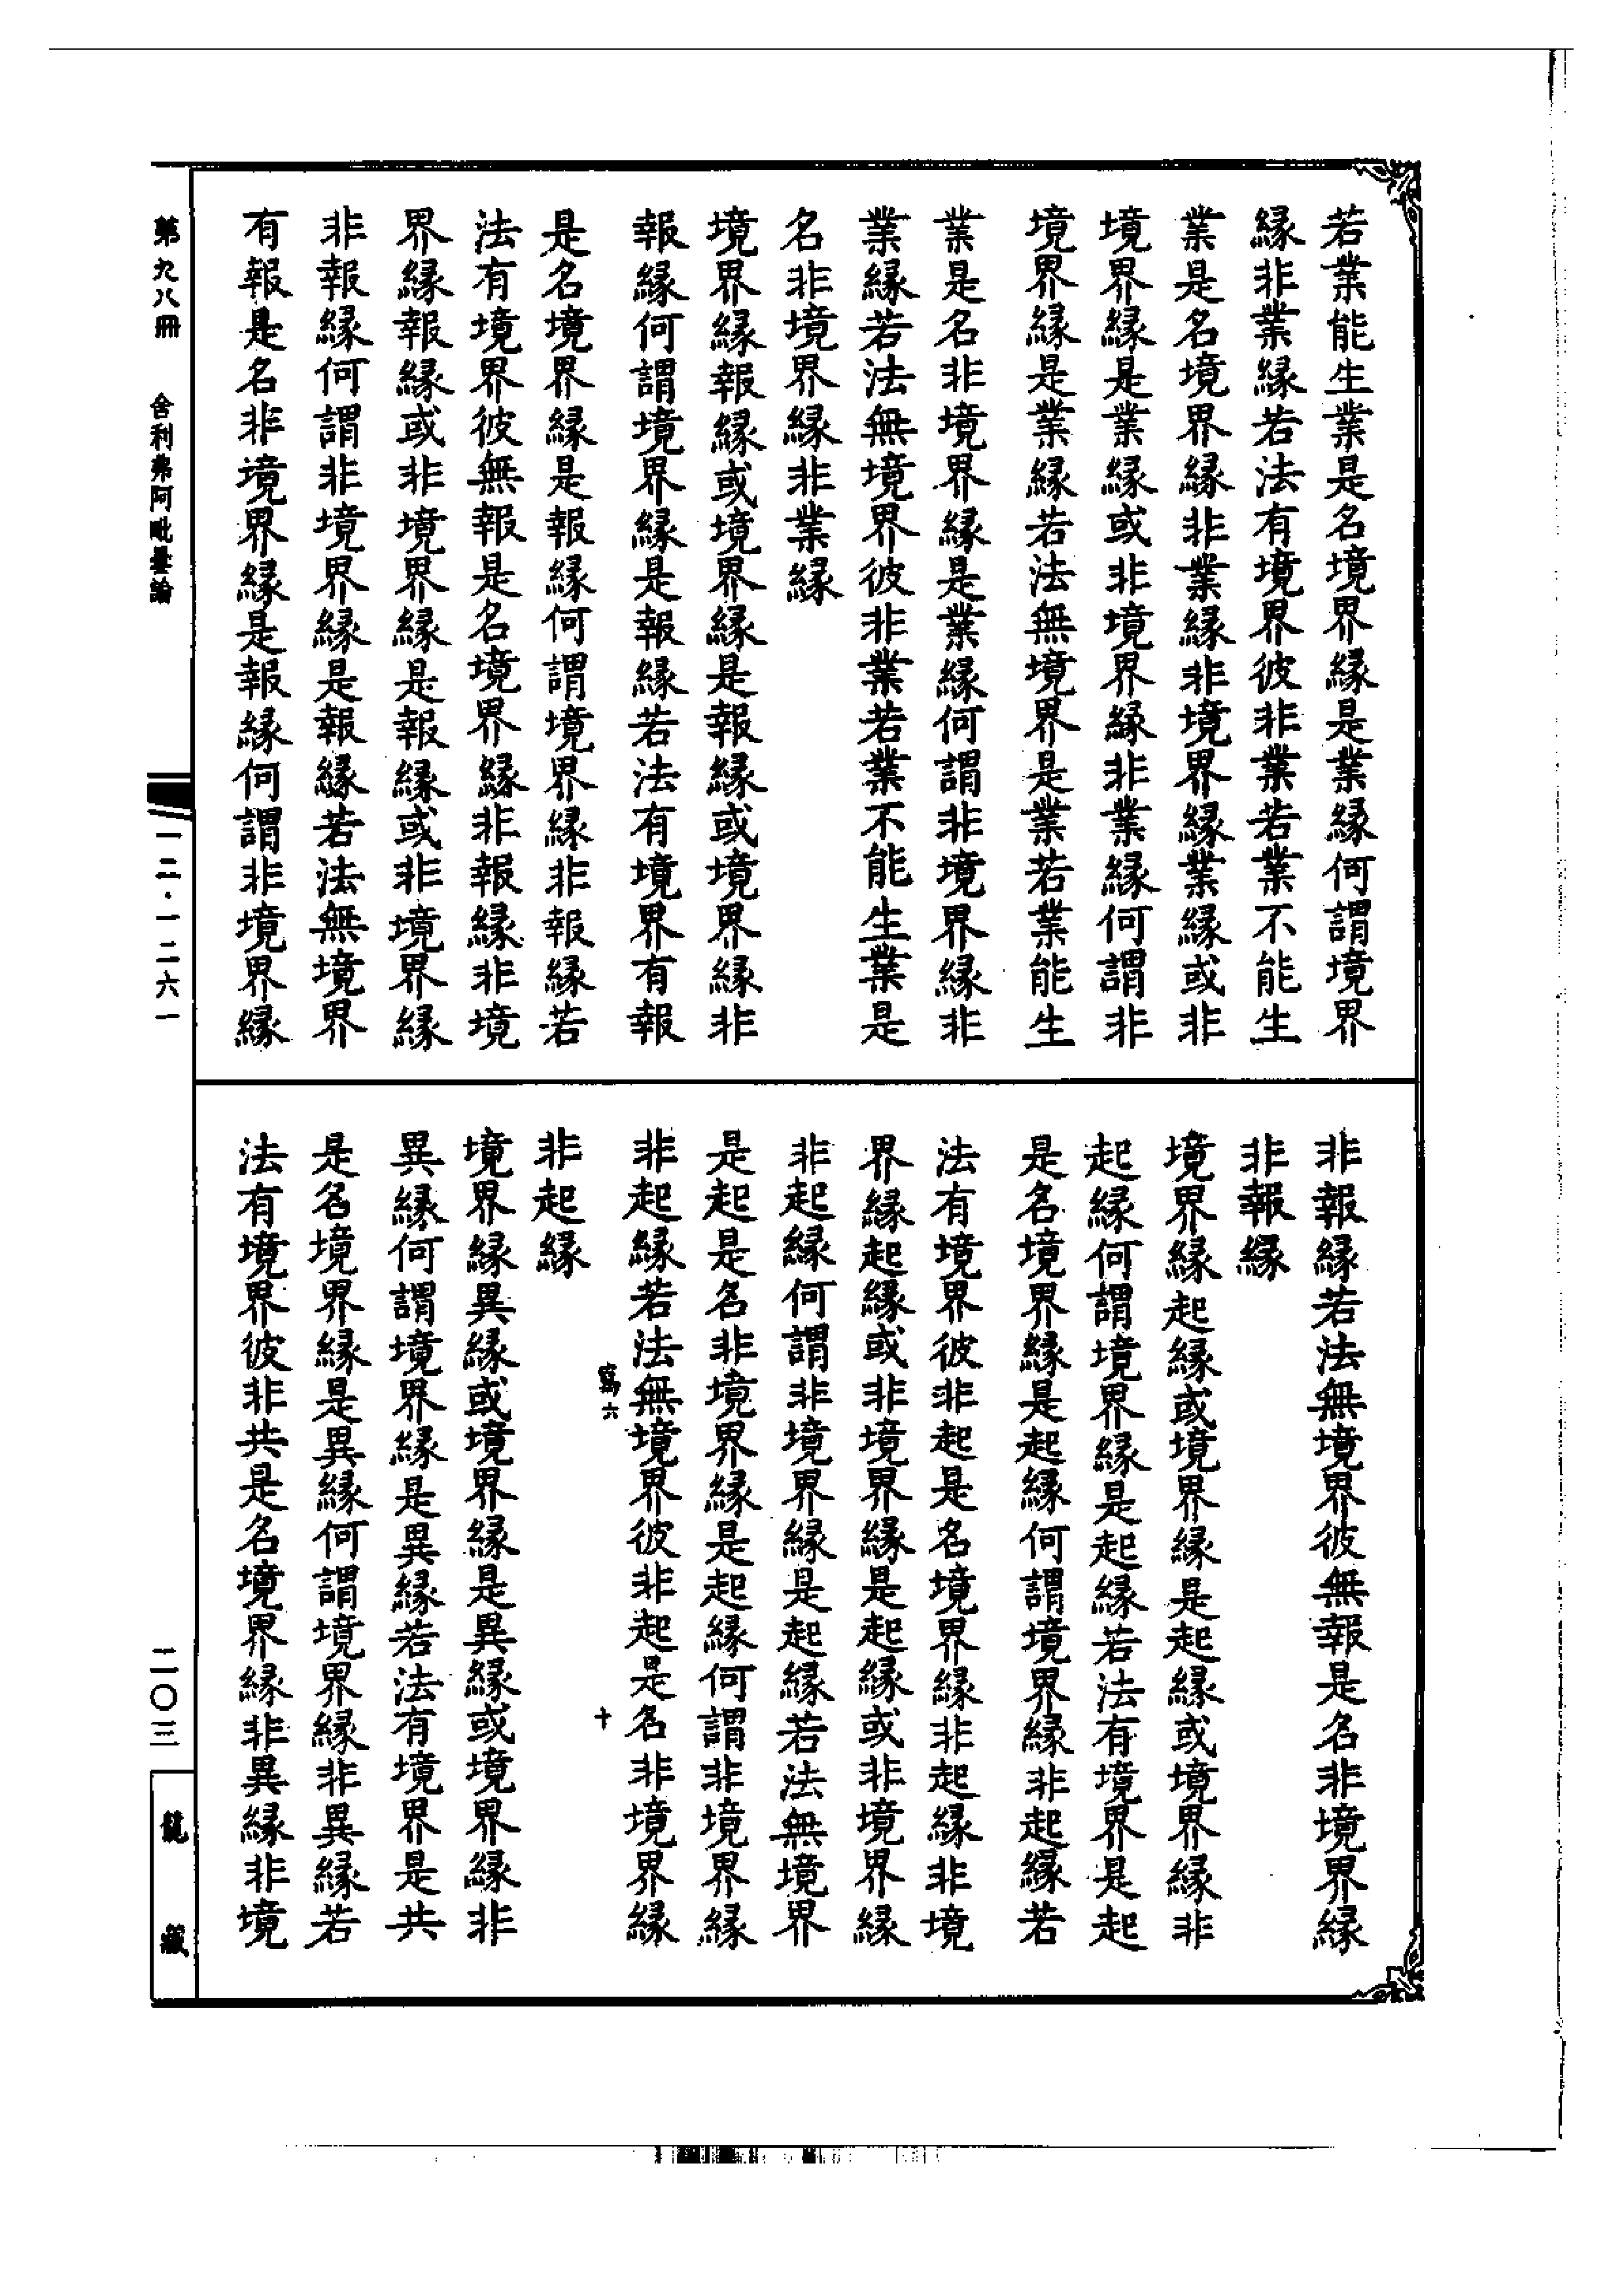 若業能生業是名境界緣是業緣何謂境界
緣非業緣若法有境界彼非業若業不能生
業是名境界緣非業緣非境界緣業緣或非
境界緣是業緣或非境界緣非業緣何謂非
境界緣是業緣若法無境界是業若業能生
業是名非境界緣是業緣何謂非境界緣非
業緣若法無境界彼非業若業不能生業是
名非境界緣非業緣
境界緣報緣或境界緣是報緣或境界緣非
報緣何謂境界緣是報緣若法有境界有報
是名境界緣是報緣何謂境界緣非報緣若
法有境界彼無報是名境界緣非報緣非境
界緣報緣或非境界緣是報緣或非境界緣
非報緣何謂非境界緣是報緣若法無境界
有報是名非境界緣是報緣何謂非境界緣
非報緣若法無境界彼無報是名非境界緣
非報緣
境界緣起緣或境界緣是起緣或境界緣非
起緣何謂境界緣是起緣若法有境界是起
是名境界緣是起緣何謂境界緣非起緣若
法有境界彼非起是名境界緣非起緣非境
界緣起緣或非境界緣是起緣或非境界緣
非起緣何謂非境界緣是起緣若法無境界
是起是名非境界緣是起緣何謂非境界緣
非起緣若法無境界彼非起是名非境界緣
寫六 十
非起緣
境界緣異緣或境界緣是異緣或境界緣非
異緣何謂境界緣是異緣若法有境界是共
是名境界緣是異緣何謂境界緣非異緣若
法有境界彼非共是名境界緣非異緣非境
第九八冊 舍利弗阿毗曇論
一二·一二六一
二〇三
龍藏